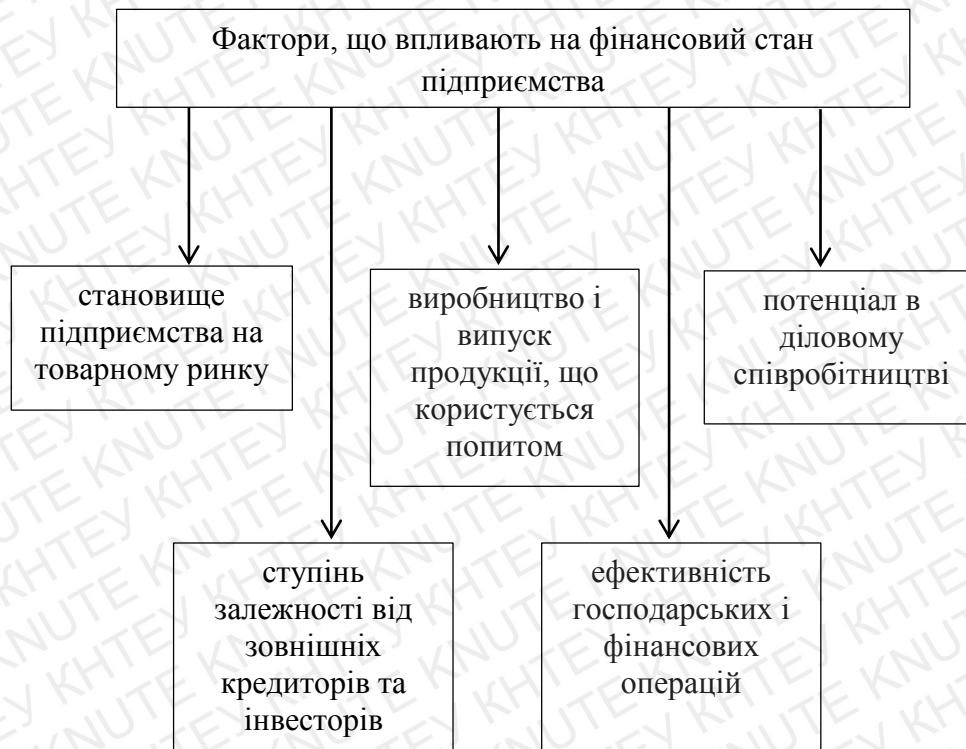 Фактори, що впливають на фінансовий стан
підприємства
становище
підприємства на
товарному ринку
виробництво і
випуск
продукції, що
користується
попитом
потенціал в
діловому
співробітництві
ступінь
залежності від
зовнішніх
кредиторів та
інвесторів
ефективність
господарських і
фінансових
операцій